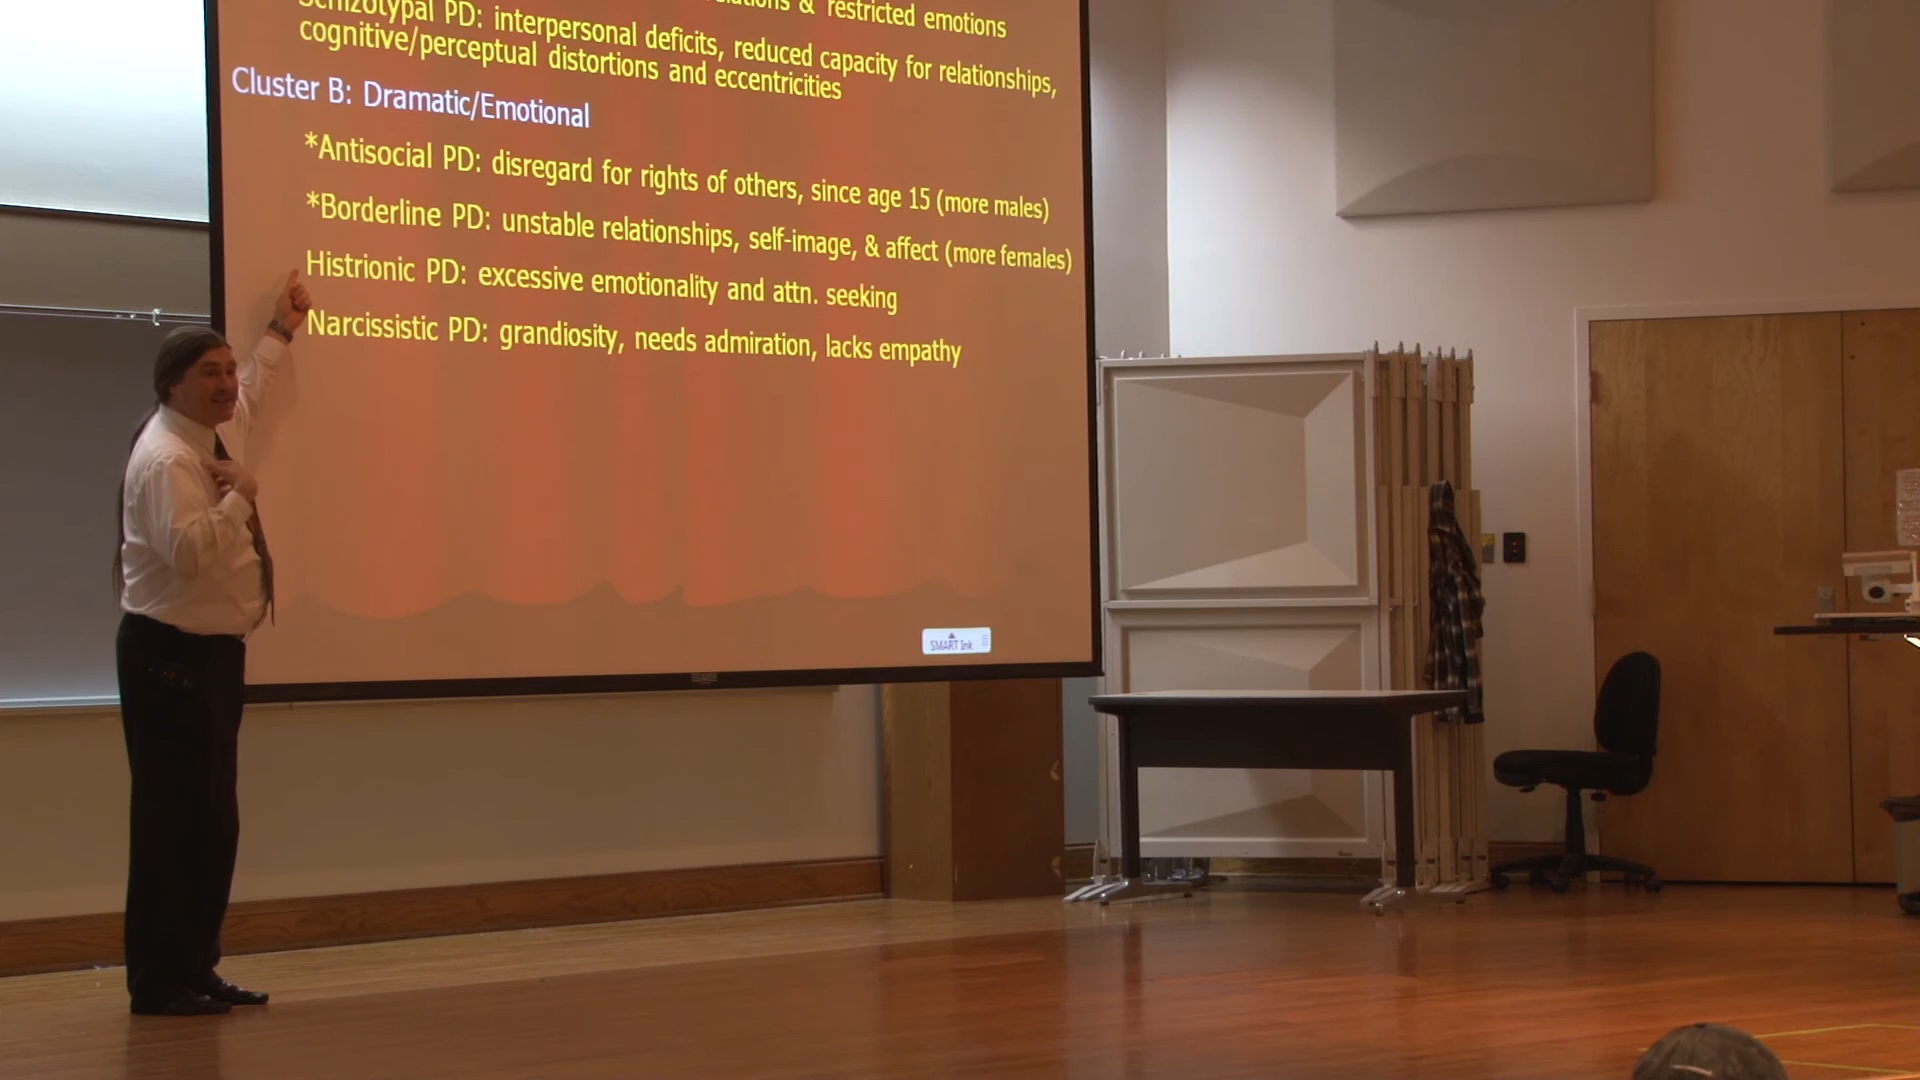 & restricted emotions
Schizotypal PD: interpersonal deficits, reduced capacity for relationships,
cognitive/perceptual distortions and eccentricities
Cluster B: Dramatic/Emotional
*Antisocial PD: disregard for rights of others, since age 15 (more males)
*Borderline PD: unstable relationships, self-image, & affect (more females)
Histrionic PD: excessive emotionality and attn. seeking
Narcissistic PD: grandiosity, needs admiration, lacks empathy
SMART Ink